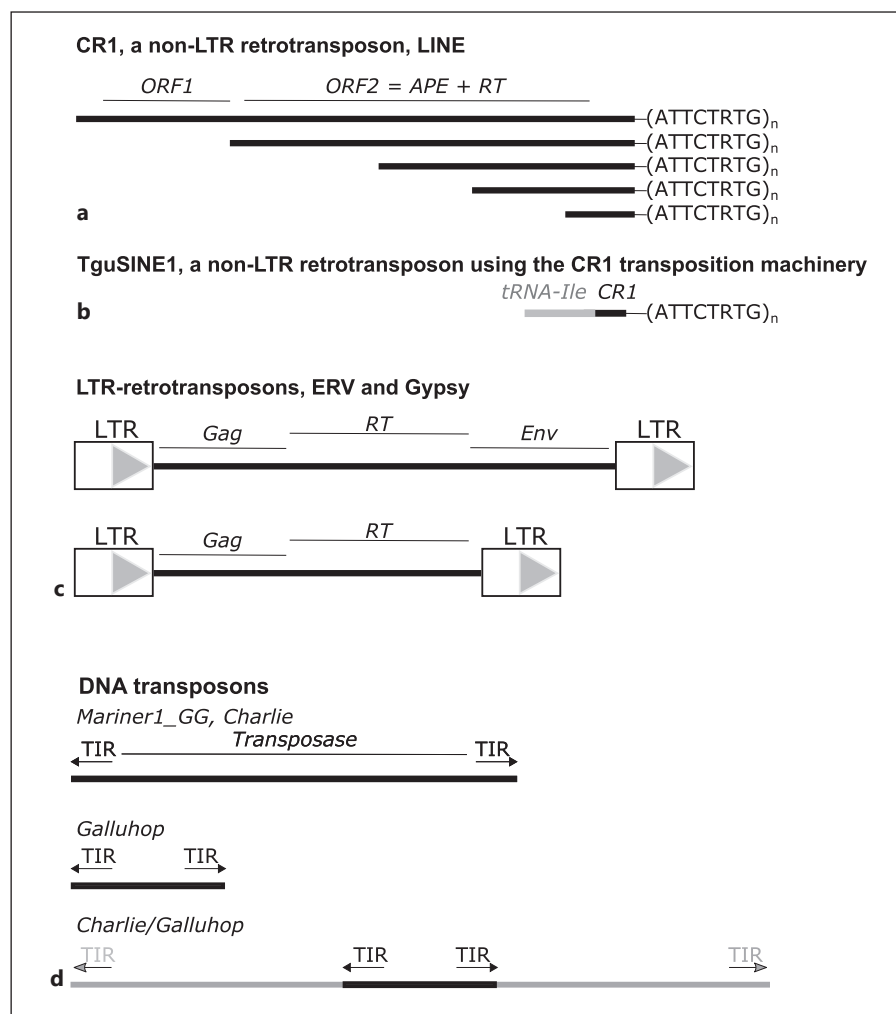 CR1, a non-LTR retrotransposon, LINE
ORF1 ORF2 = APE + RT
(ATTCTRTG)n
(ATTCTRTG)n
(ATTCTRTG)n
(ATTCTRTG)n
(ATTCTRTG)n
a
TguSINE1, a non-LTR retrotransposon using the CR1 transposition machinery
tRNA-Ile CR1
b (ATTCTRTG)n
LTR-retrotransposons, ERV and Gypsy
LTR Gag RT Env LTR
LTR Gag RT LTR
c
DNA transposons
Mariner1_GG, Charlie
TIR Transposase TIR
Galluhop
TIR TIR
Charlie/Galluhop
TIR TIR TIR TIR
d